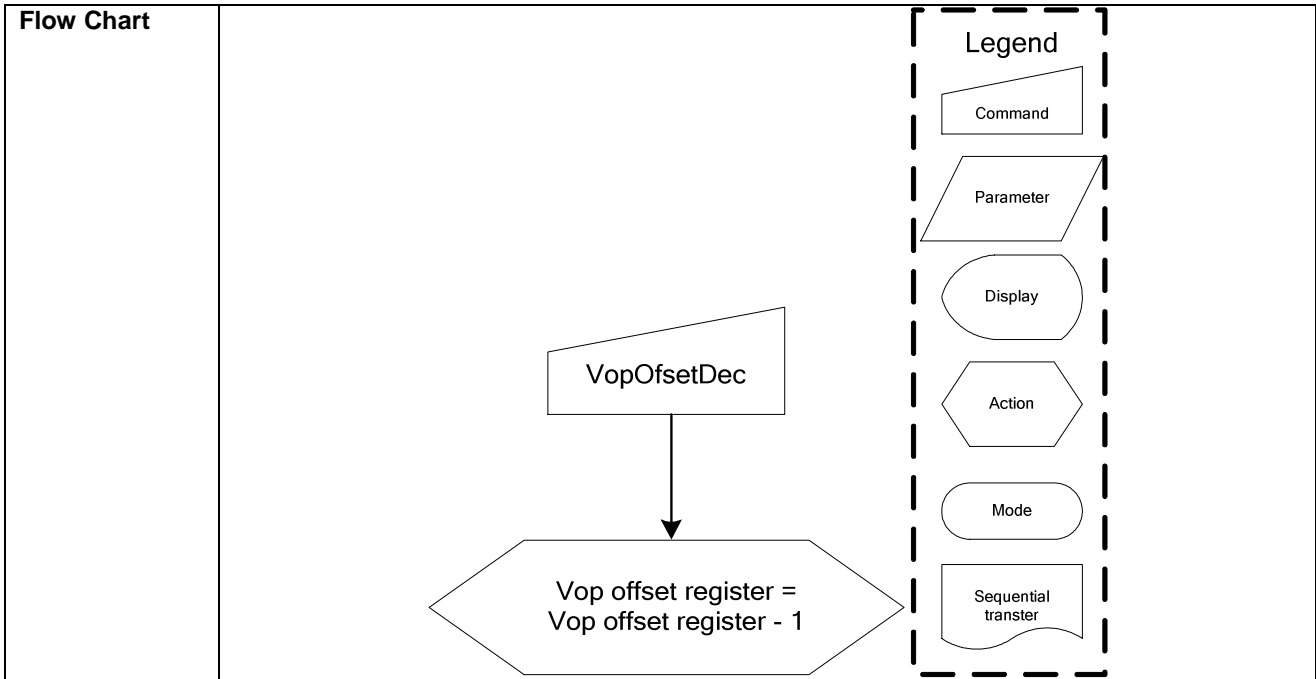 Flow Chart
VopOfsetDec
Vop offset register =
Vop offset register - 1
Legend
Command
Parameter
Display
Action
Mode
Sequential
transter